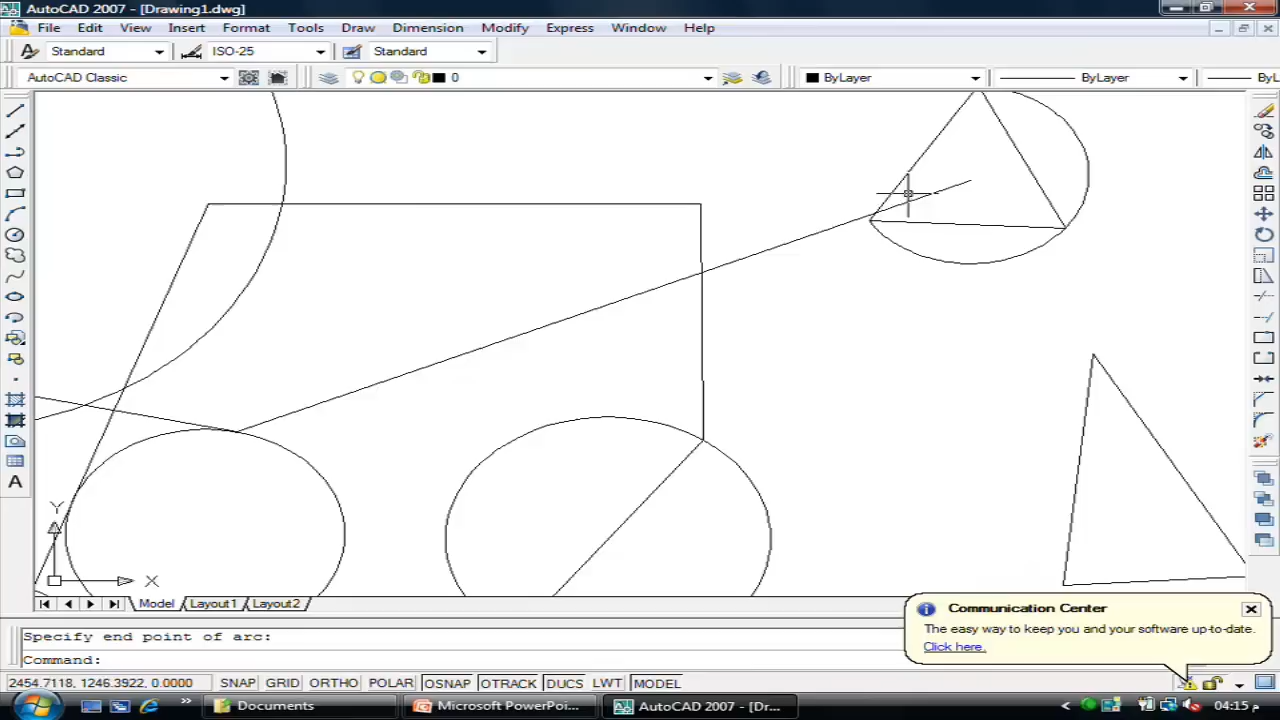 AutoCAD 2007 - [Drawing1.dwg]
File Edit View Insert Format Tools Draw Dimension Modify Express Window Help
Standard ISO-25 Standard
AutoCAD Classic 0 ByLayer ByLayer ByL
Y
X
Model Layout1 Layout2
Specify end point of arc:
Command:
Communication Center
The easy way to keep you and your software up-to-date.
Click here.
2454.7118, 1246.3922, 0.0000 SNAP GRID ORTHO POLAR OSNAP OTRACK DUCS LWT MODEL
Documents Microsoft PowerPoi... AutoCAD 2007 - [Dr... 04:15 م